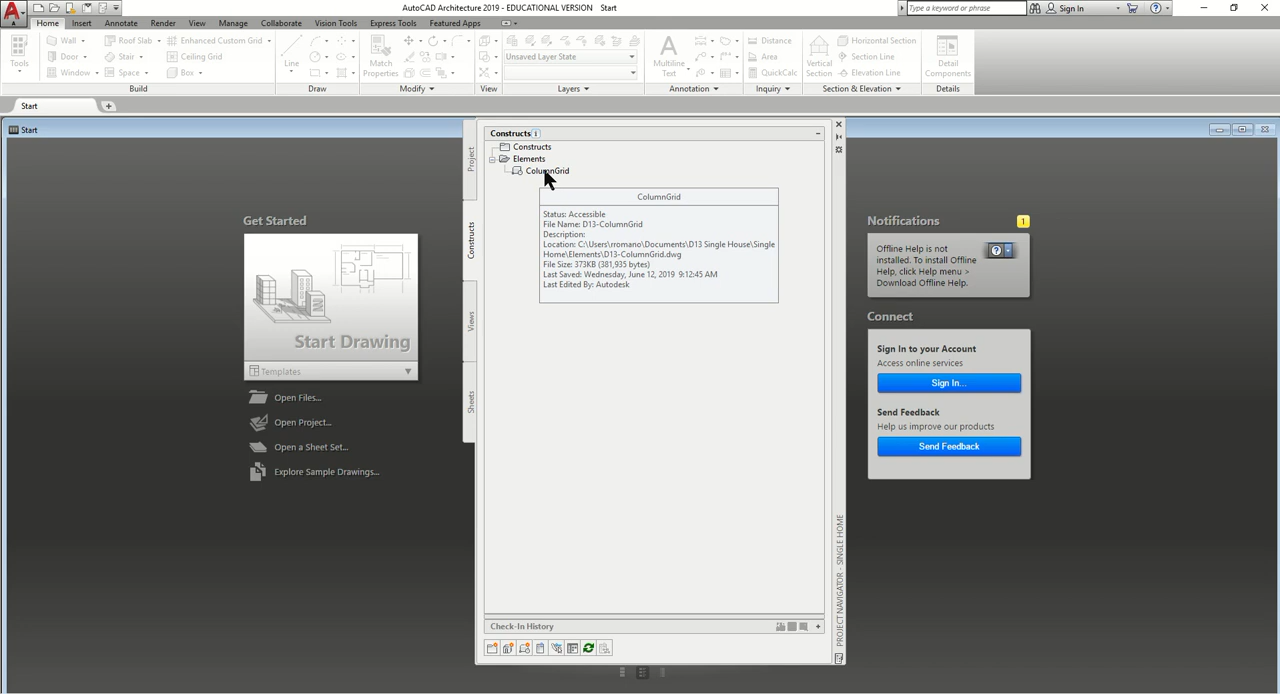 AutoCAD Architecture 2019 - EDUCATIONAL VERSION Start
Type a keyword or phrase
Sign In
Home Insert Annotate Render View Manage Collaborate Vision Tools Express Tools Featured Apps
Tools
Wall
Door
Window
Roof Slab
Stair
Space
Enhanced Custom Grid
Ceiling Grid
Box
Build
Line
Draw
Match
Properties
Modify
View
Unsaved Layer State
Layers
Multiline
Text
Annotation
Distance
Area
QuickCalc
Inquiry
Vertical
Section
Horizontal Section
Section Line
Elevation Line
Section & Elevation
Detail
Components
Details
Start
Start
Get Started
Start Drawing
Templates
Open Files...
Open Project...
Open a Sheet Set...
Explore Sample Drawings...
Project
Constructs
Views
Sheets
Constructs
Constructs
Elements
ColumnGrid
ColumnGrid
Status: Accessible
File Name: D13-ColumnGrid
Description:
Location: C:\Users\romano\Documents\D13 Single House\Single
Home\Elements\D13-ColumnGrid.dwg
File Size: 373KB (381,935 bytes)
Last Saved: Wednesday, June 12, 2019 9:12:45 AM
Last Edited By: Autodesk
Check-In History
PROJECT NAVIGATOR - SINGLE HOME
Notifications 1
Offline Help is not
installed. To install Offline
Help, click Help menu >
Download Offline Help.
Connect
Sign In to your Account
Access online services
Sign In...
Send Feedback
Help us improve our products
Send Feedback